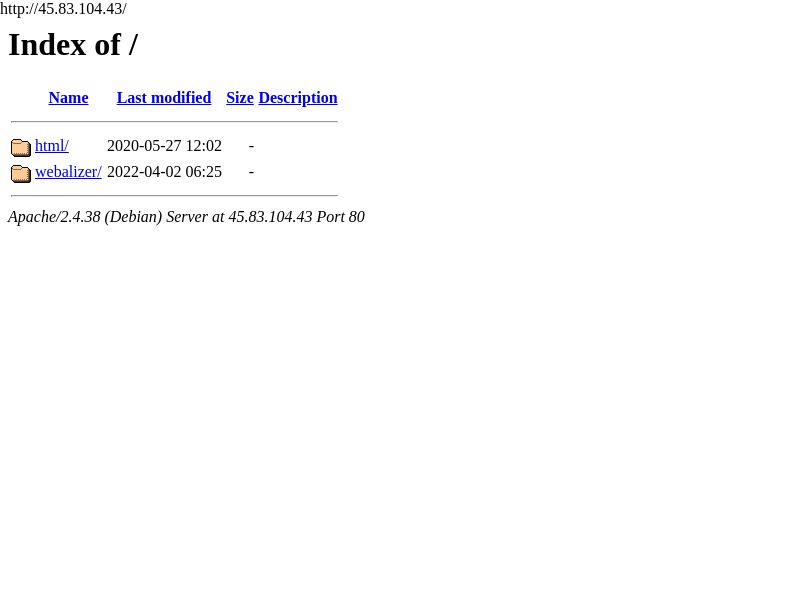 http://45.83.104.43/
Index of /
Name Last modified Size Description
html/ 2020-05-27 12:02 -
webalizer/ 2022-04-02 06:25 -
Apache/2.4.38 (Debian) Server at 45.83.104.43 Port 80